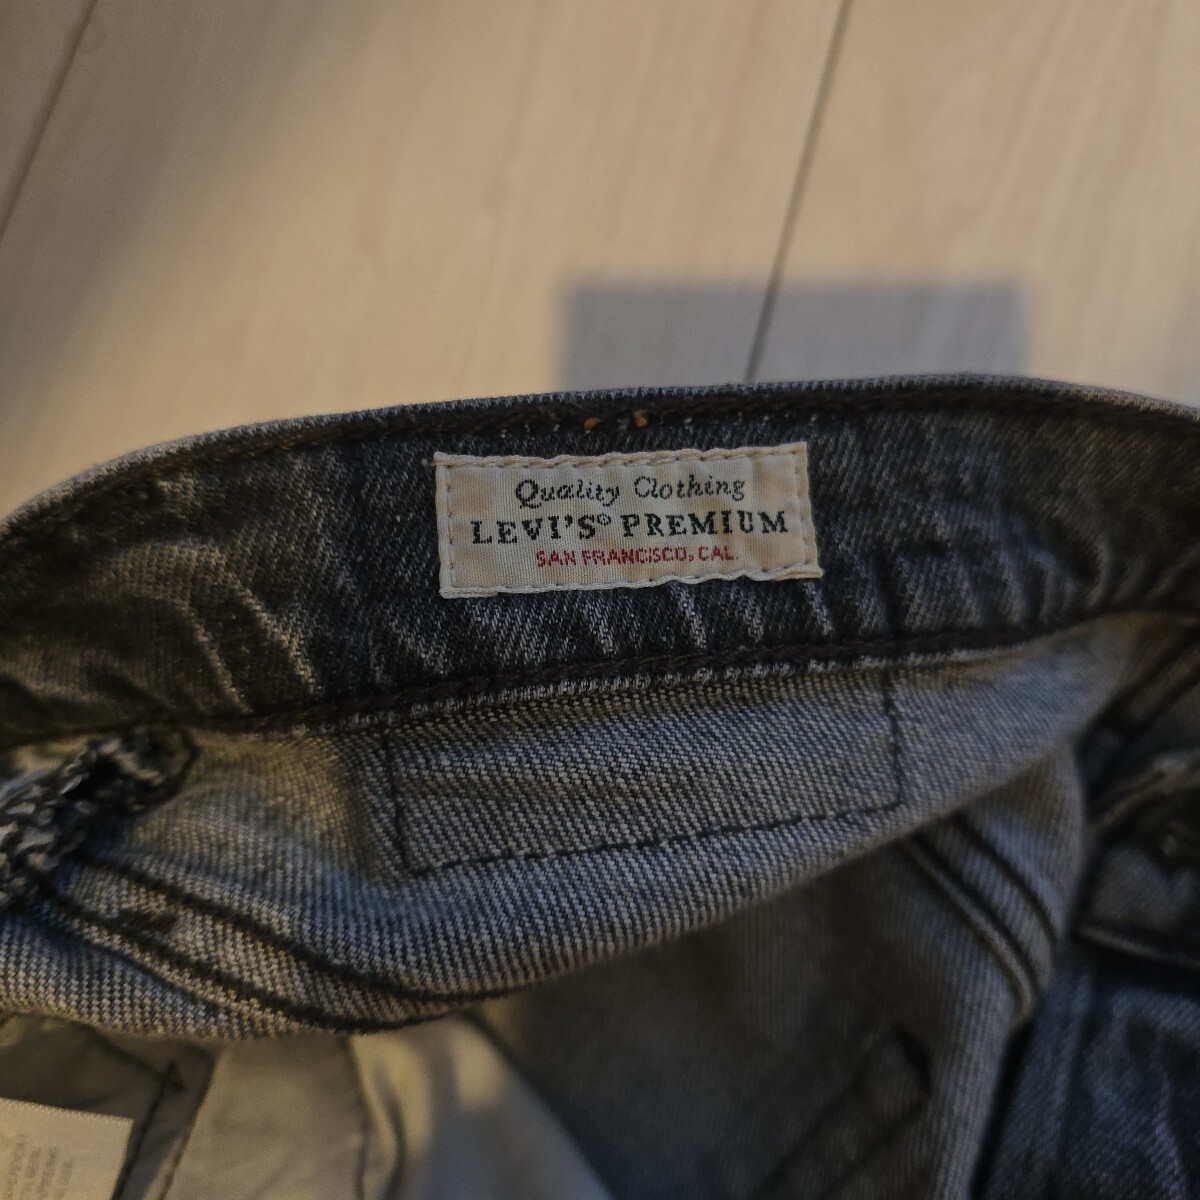 Quality Clothing
LEVI'S® PREMIUM
SAN FRANCISCO, CAL.